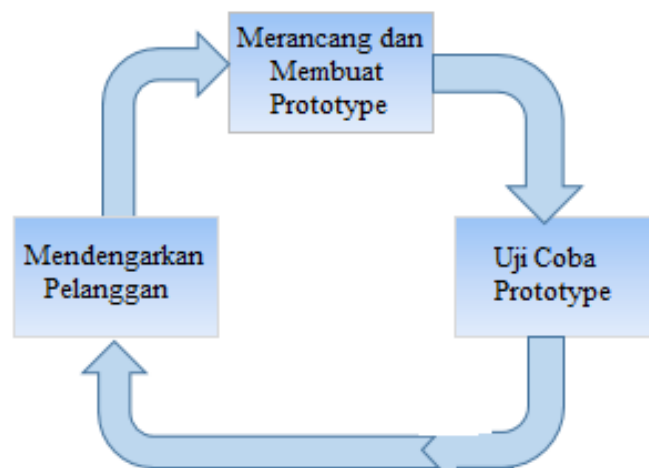 Merancang dan
Membuat
Prototype
Mendengarkan
Pelanggan
Uji Coba
Prototype